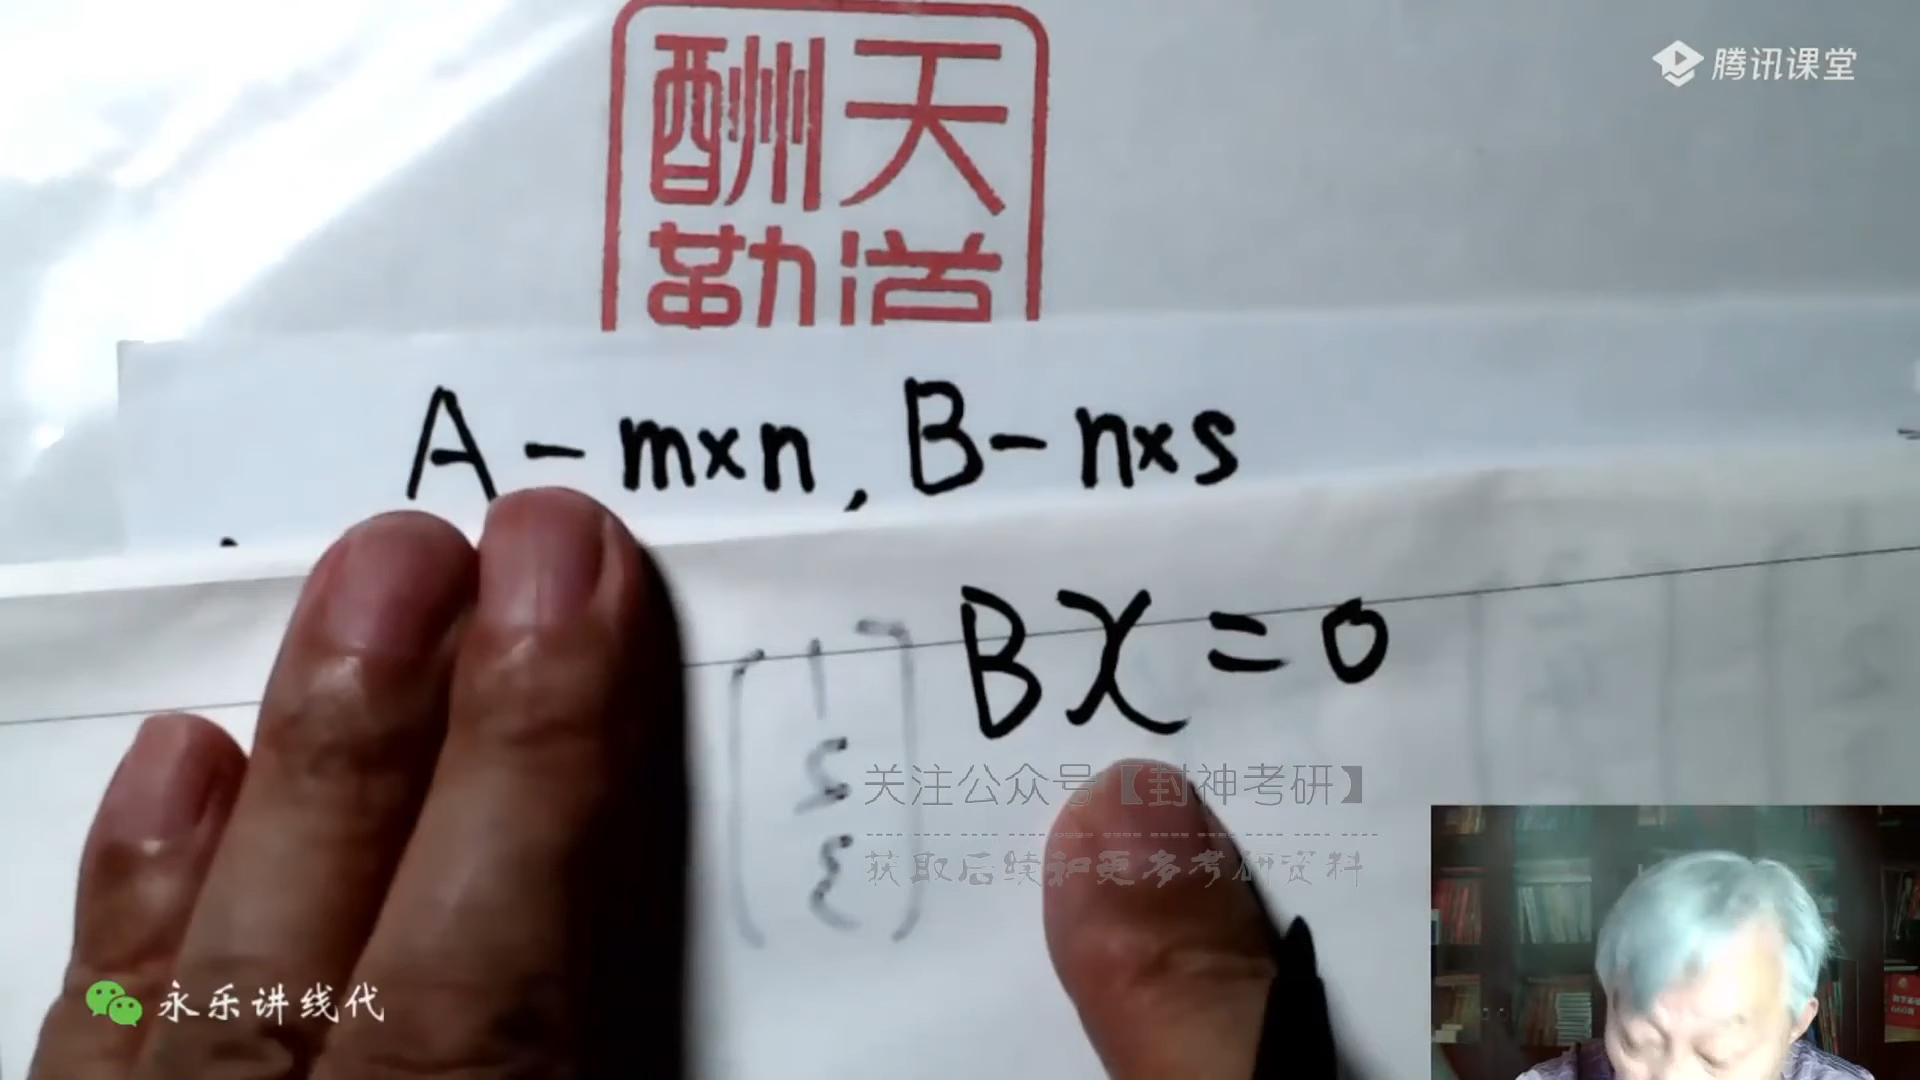 腾讯课堂
酬天
勤道
A - m×n, B - n×s
Bx = 0
1
关注公众号【封神考研】
获取后续和更多考研资料
永乐讲线代